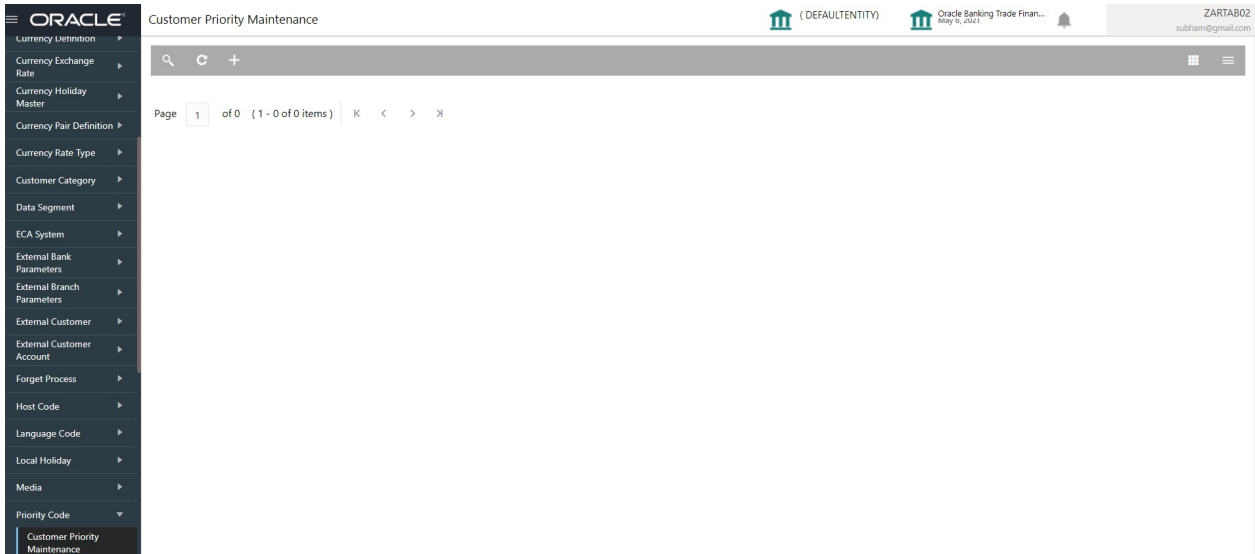 ORACLE
Customer Priority Maintenance
( DEFAULTENTITY)
Oracle Banking Trade Finan...
May 6, 2021
ZARTAB02
subham@gmail.com
Currency Definition
Currency Exchange
Rate
Currency Holiday
Master
Currency Pair Definition
Currency Rate Type
Customer Category
Data Segment
ECA System
External Bank
Parameters
External Branch
Parameters
External Customer
External Customer
Account
Forget Process
Host Code
Language Code
Local Holiday
Media
Priority Code
Customer Priority
Maintenance
Page 1 of 0 ( 1 - 0 of 0 items )